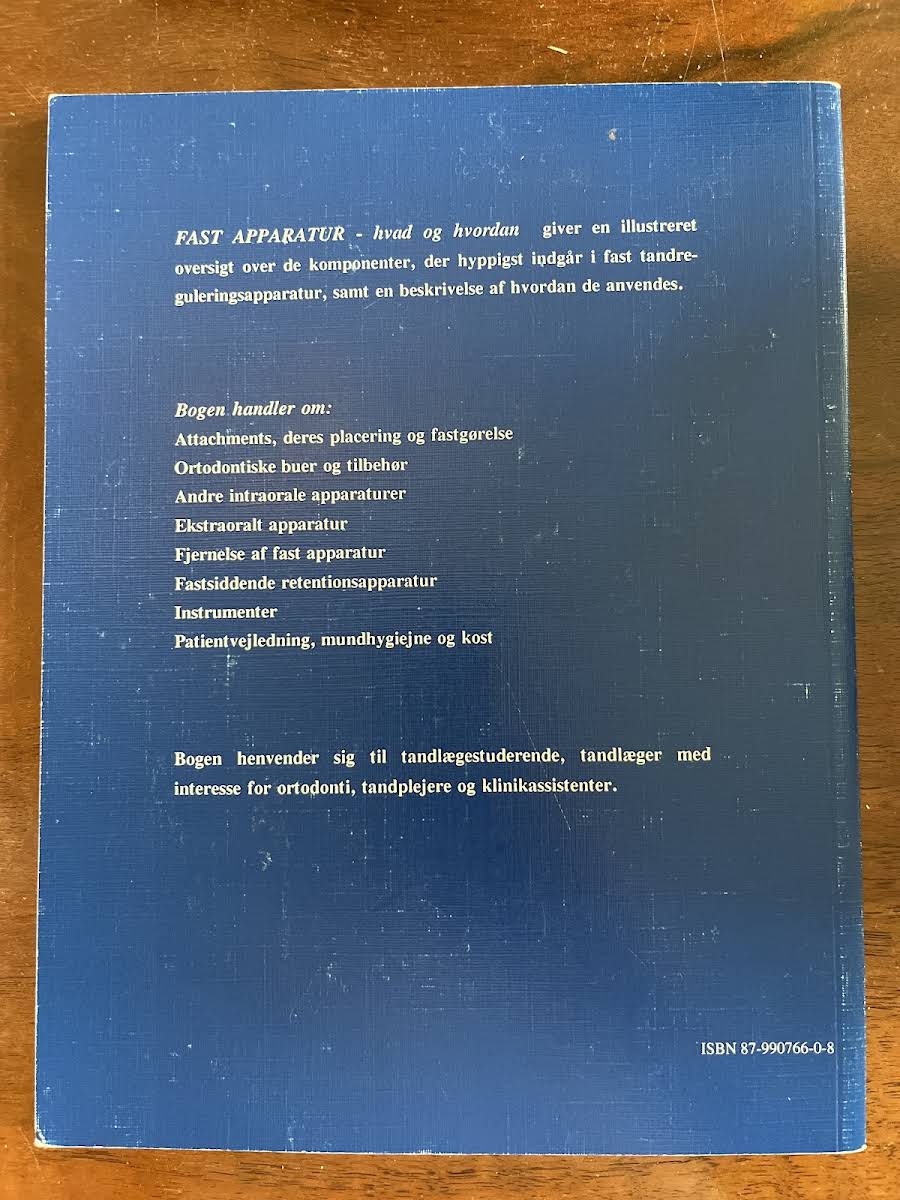 FAST APPARATUR - hvad og hvordan giver en illustreret
oversigt over de komponenter, der hyppigst indgår i fast tandre-
guleringsapparatur, samt en beskrivelse af hvordan de anvendes.
Bogen handler om:
Attachments, deres placering og fastgørelse
Ortodontiske buer og tilbehør
Andre intraorale apparaturer
Ekstraoralt apparatur
Fjernelse af fast apparatur
Fastsiddende retentionsapparatur
Instrumenter
Patientvejledning, mundhygiejne og kost
Bogen henvender sig til tandlægestuderende, tandlæger med
interesse for ortodonti, tandplejere og klinikassistenter.
ISBN 87-990766-0-8